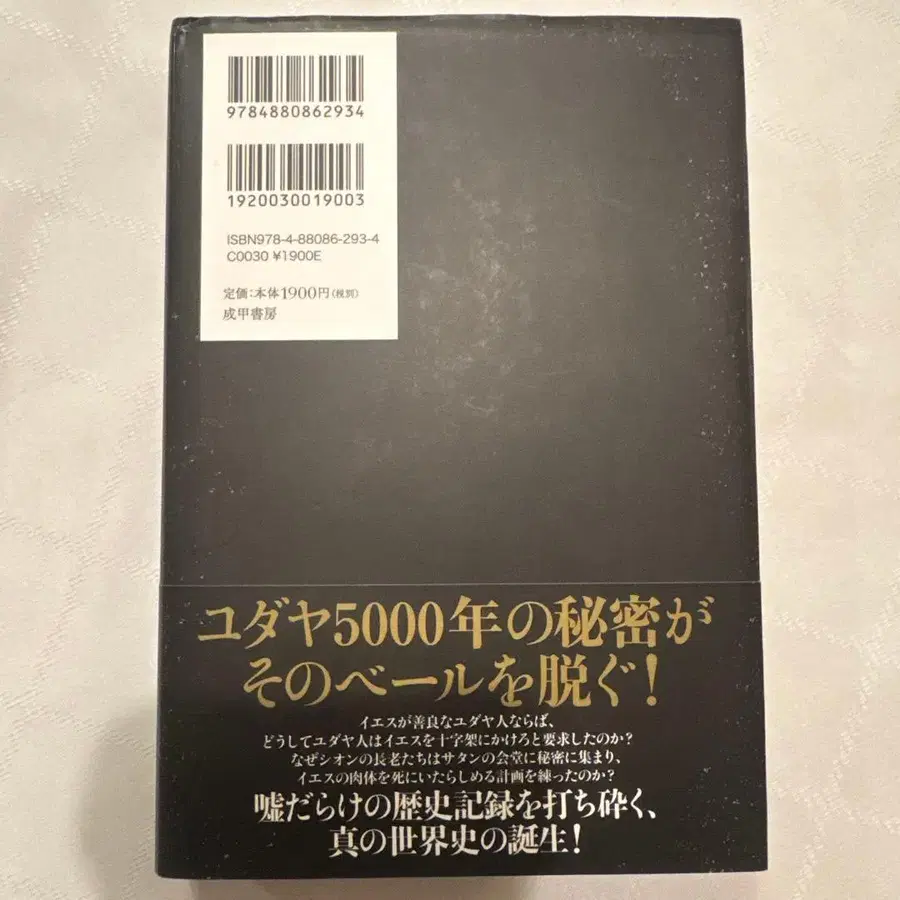 9784880862934
1920030019003
ISBN978-4-88086-293-4
C0030 ¥1900E
定価:本体1900円(税別)
成甲書房
ユダヤ5000年の秘密が
そのベールを脱ぐ!
イエスが善良なユダヤ人ならば、
どうしてユダヤ人はイエスを十字架にかけろと要求したのか?
なぜシオンの長老たちはサタンの会堂に秘密に集まり、
イエスの肉体を死にいたらしめる計画を練ったのか?
嘘だらけの歴史記録を打ち砕く、
真の世界史の誕生!